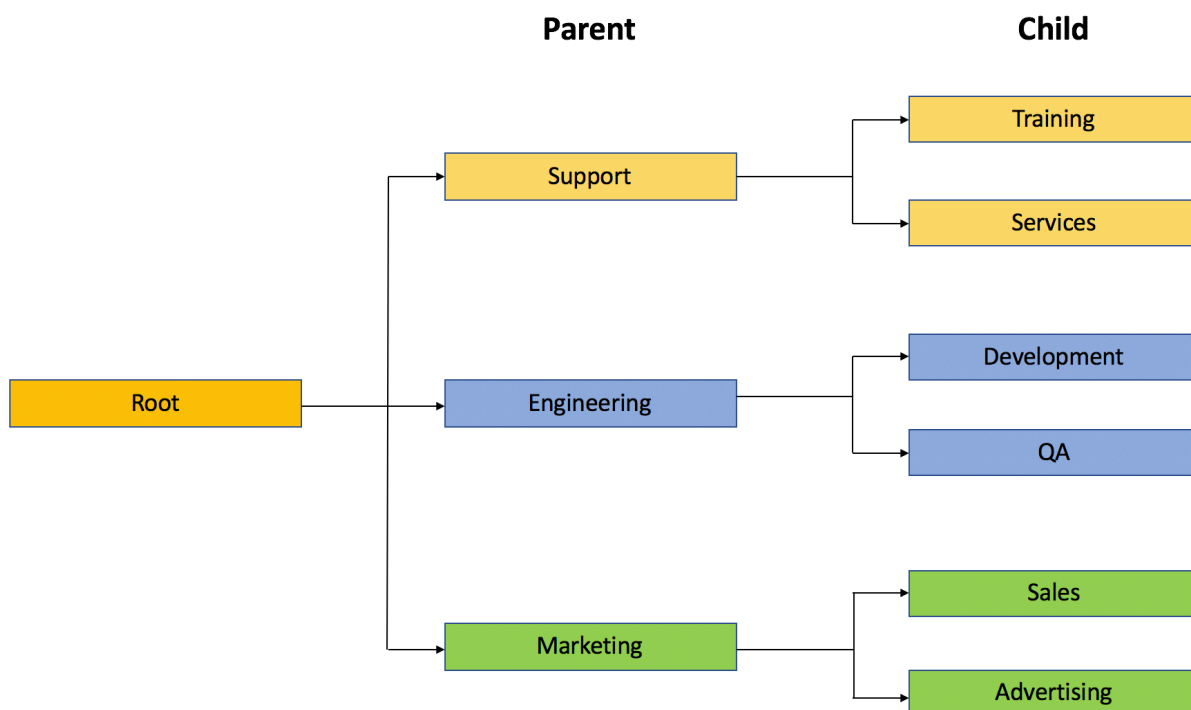 Parent
Child
Training
Support
Services
Development
Root
Engineering
QA
Sales
Marketing
Advertising